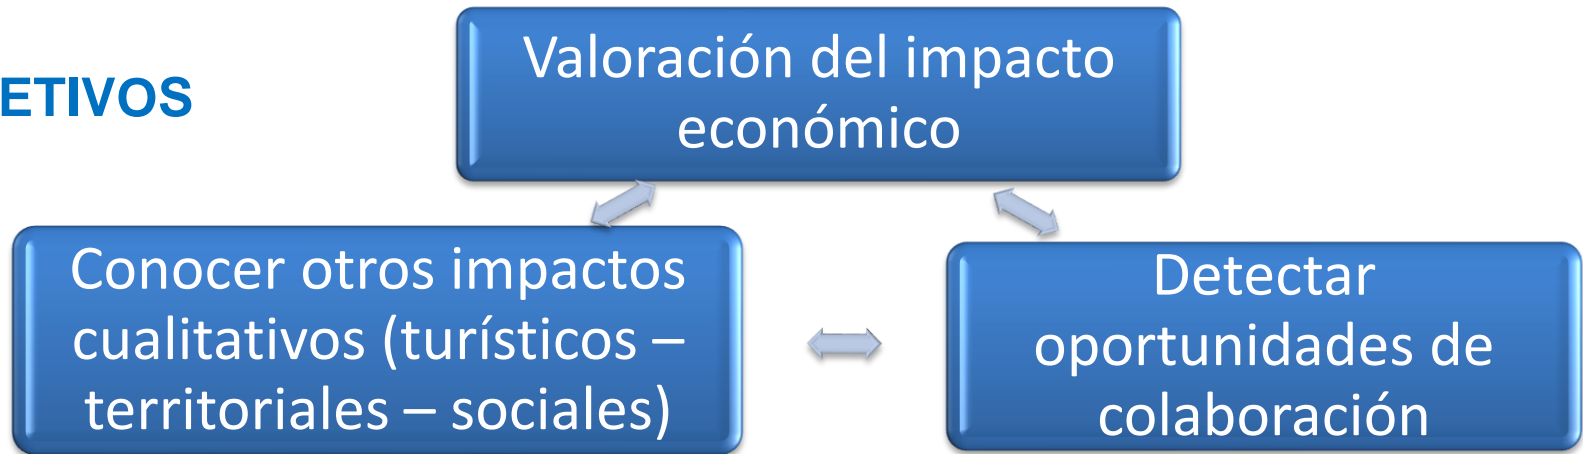 ETIVOS
Valoración del impacto
económico
Conocer otros impactos
cualitativos (turísticos –
territoriales – sociales)
Detectar
oportunidades de
colaboración